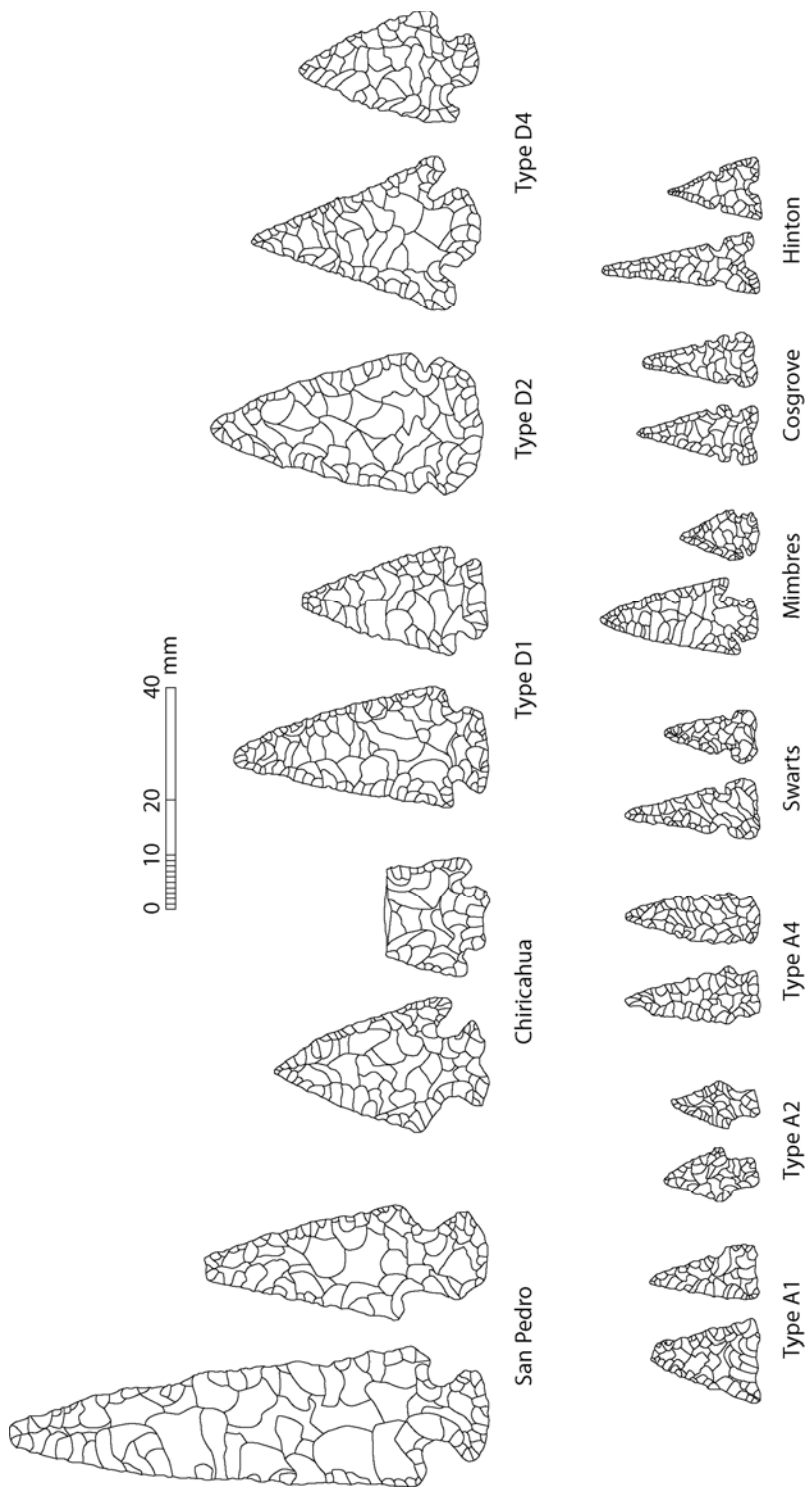 0 10 20 40 mm
San Pedro
Chiricahua
Type D1
Type D2
Type D4
Type A1
Type A2
Type A4
Swarts
Mimbres
Cosgrove
Hinton